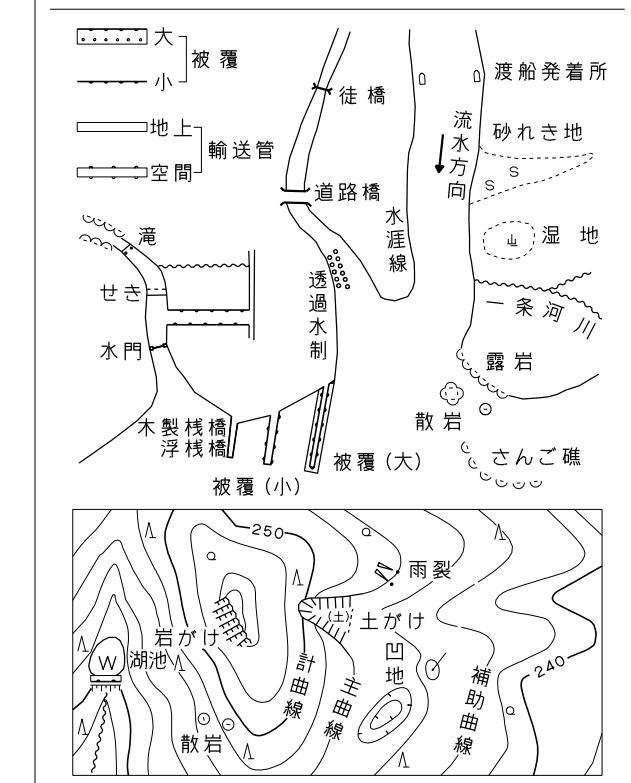 大
小
被覆
地上
空間
輸送管
徒橋
渡船発着所
流水方向
砂れき地
S
道路橋
水涯線
湿地
滝
せき
透過水制
一条河川
水門
露岩
散岩
木製桟橋
浮桟橋
被覆(大)
さんご礁
被覆(小)
250
雨裂
(土)
土がけ
岩がけ
W
湖池
計曲線
主曲線
凹地
補助曲線
240
散岩